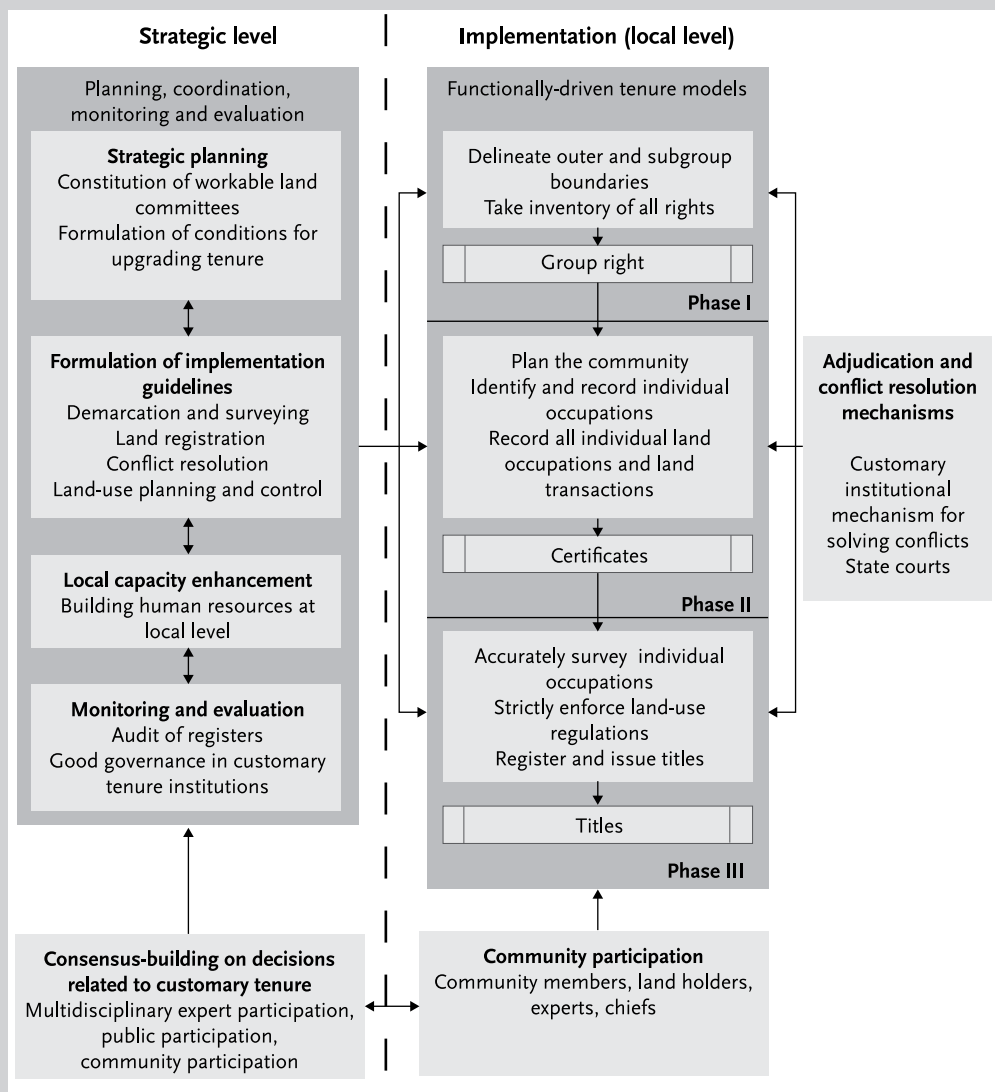 Strategic level
Planning, coordination,
monitoring and evaluation
Strategic planning
Constitution of workable land
committees
Formulation of conditions for
upgrading tenure
Formulation of implementation
guidelines
Demarcation and surveying
Land registration
Conflict resolution
Land-use planning and control
Local capacity enhancement
Building human resources at
local level
Monitoring and evaluation
Audit of registers
Good governance in customary
tenure institutions
Consensus-building on decisions
related to customary tenure
Multidisciplinary expert participation,
public participation,
community participation
Implementation (local level)
Functionally-driven tenure models
Delineate outer and subgroup
boundaries
Take inventory of all rights
Group right
Phase I
Plan the community
Identify and record individual
occupations
Record all individual land
occupations and land
transactions
Certificates
Phase II
Accurately survey individual
occupations
Strictly enforce land-use
regulations
Register and issue titles
Titles
Phase III
Community participation
Community members, land holders,
experts, chiefs
Adjudication and
conflict resolution
mechanisms
Customary
institutional
mechanism for
solving conflicts
State courts